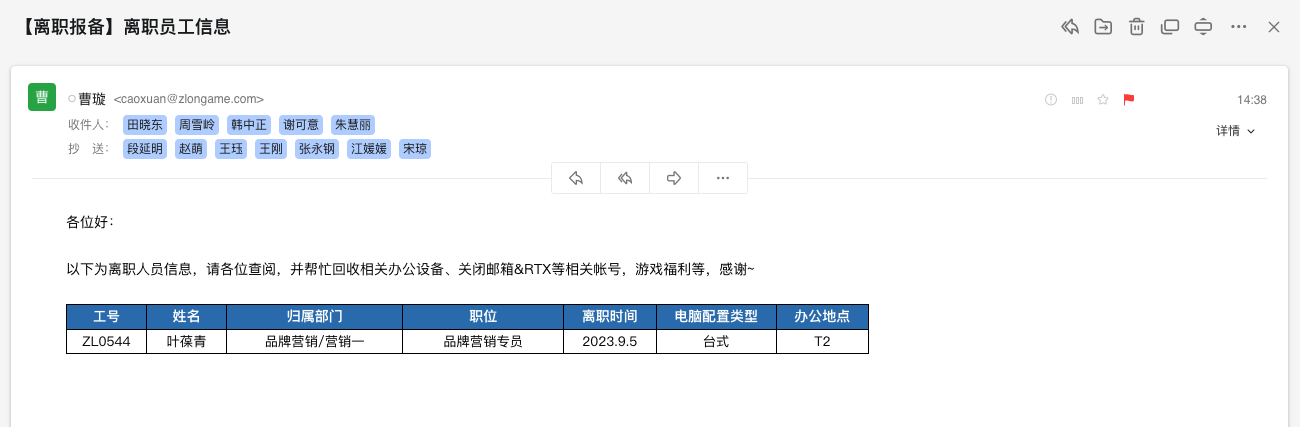 【离职报备】离职员工信息
曹 曹璇 <caoxuan@zlongame.com> 14:38
收件人： 田晓东 周雪岭 韩中正 谢可意 朱慧丽
详情
抄 送： 段延明 赵萌 王珏 王刚 张永钢 江媛媛 宋琼
各位好：
以下为离职人员信息，请各位查阅，并帮忙回收相关办公设备、关闭邮箱&RTX等相关帐号，游戏福利等，感谢~
工号 姓名 归属部门 职位 离职时间 电脑配置类型 办公地点
ZL0544 叶葆青 品牌营销/营销一 品牌营销专员 2023.9.5 台式 T2